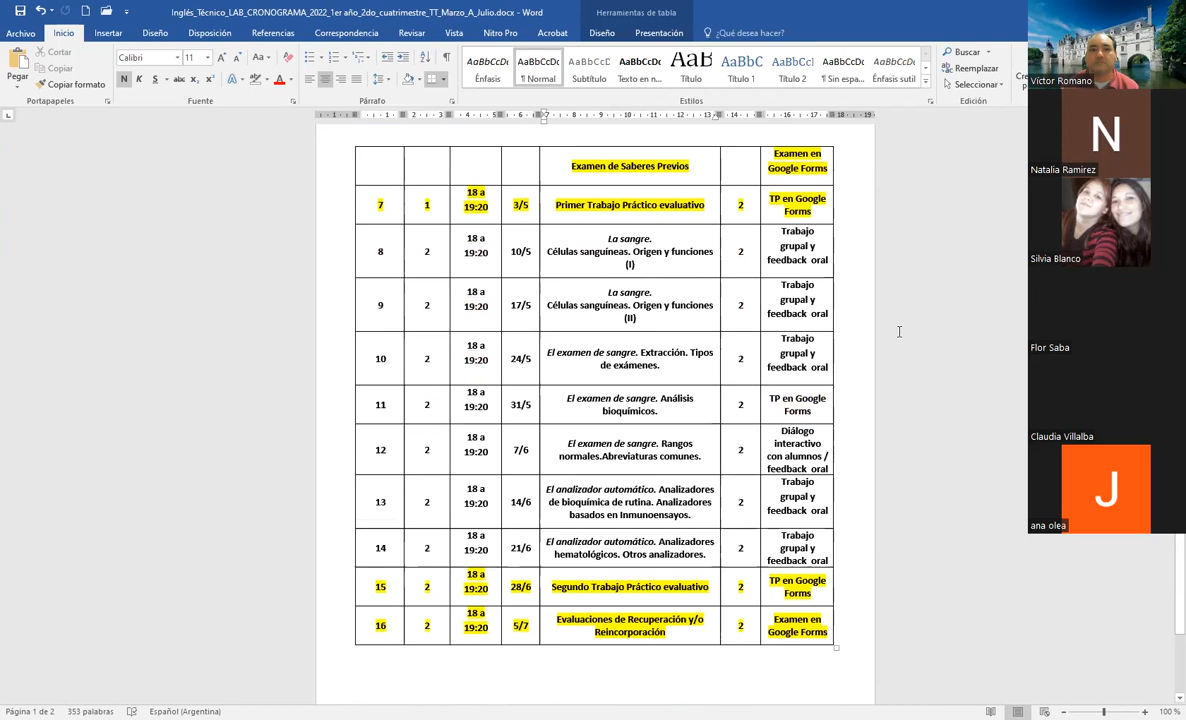 Inglés_Técnico_LAB_CRONOGRAMA_2022_1er año_2do_cuatrimestre_TT_Marzo_A_Julio.docx - Word
Herramientas de tabla
Archivo Inicio Insertar Diseño Disposición Referencias Correspondencia Revisar Vista Nitro Pro Acrobat Diseño Presentación ¿Qué desea hacer?
Pegar
Cortar
Copiar
Copiar formato
Portapapeles
Calibri 11
Fuente
Párrafo
AaBbCcDc Énfasis
AaBbCcDc ¶ Normal
AaBbCcDc Subtítulo
AaBbCcDc Texto en n...
AaB Título
AaBbC Título 1
AaBbCc Título 2
AaBbCcDc ¶ Sin espa...
AaBbCcDc Énfasis sutil
Estilos
Buscar
Reemplazar
Seleccionar
Edición
Examen de Saberes Previos
Examen en
Google Forms
7 1 18 a
19:20 3/5 Primer Trabajo Práctico evaluativo 2 TP en Google
Forms
8 2 18 a
19:20 10/5 La sangre.
Células sanguíneas. Origen y funciones
(I) 2 Trabajo
grupal y
feedback oral
9 2 18 a
19:20 17/5 La sangre.
Células sanguíneas. Origen y funciones
(II) 2 Trabajo
grupal y
feedback oral
10 2 18 a
19:20 24/5 El examen de sangre. Extracción. Tipos
de exámenes. 2 Trabajo
grupal y
feedback oral
11 2 18 a
19:20 31/5 El examen de sangre. Análisis
bioquímicos. 2 TP en Google
Forms
12 2 18 a
19:20 7/6 El examen de sangre. Rangos
normales.Abreviaturas comunes. 2 Diálogo
interactivo
con alumnos /
feedback oral
13 2 18 a
19:20 14/6 El analizador automático. Analizadores
de bioquímica de rutina. Analizadores
basados en Inmunoensayos. 2 Trabajo
grupal y
feedback oral
14 2 18 a
19:20 21/6 El analizador automático. Analizadores
hematológicos. Otros analizadores. 2 Trabajo
grupal y
feedback oral
15 2 18 a
19:20 28/6 Segundo Trabajo Práctico evaluativo 2 TP en Google
Forms
16 2 18 a
19:20 5/7 Evaluaciones de Recuperación y/o
Reincorporación 2 Examen en
Google Forms
Página 1 de 2 353 palabras Español (Argentina) 100 %
Víctor Romano
N
Natalia Ramirez
Silvia Blanco
Flor Saba
Claudia Villalba
J
ana olea